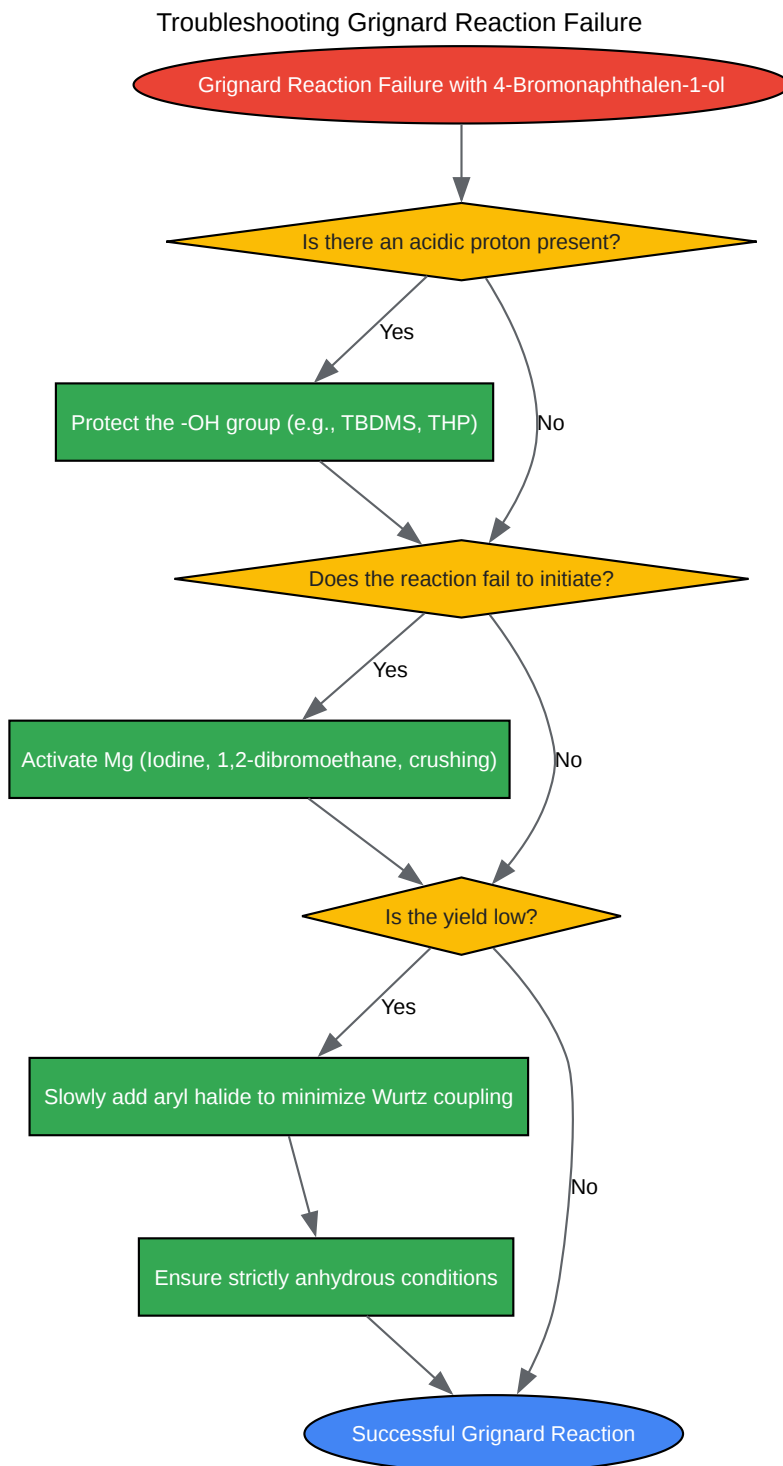 Troubleshooting Grignard Reaction Failure
Grignard Reaction Failure with 4-Bromonaphthalen-1-ol
Is there an acidic proton present?
Yes
Protect the -OH group (e.g., TBDMS, THP)
No
Does the reaction fail to initiate?
Yes
Activate Mg (Iodine, 1,2-dibromoethane, crushing)
No
Is the yield low?
Yes
Slowly add aryl halide to minimize Wurtz coupling
No
Ensure strictly anhydrous conditions
Successful Grignard Reaction